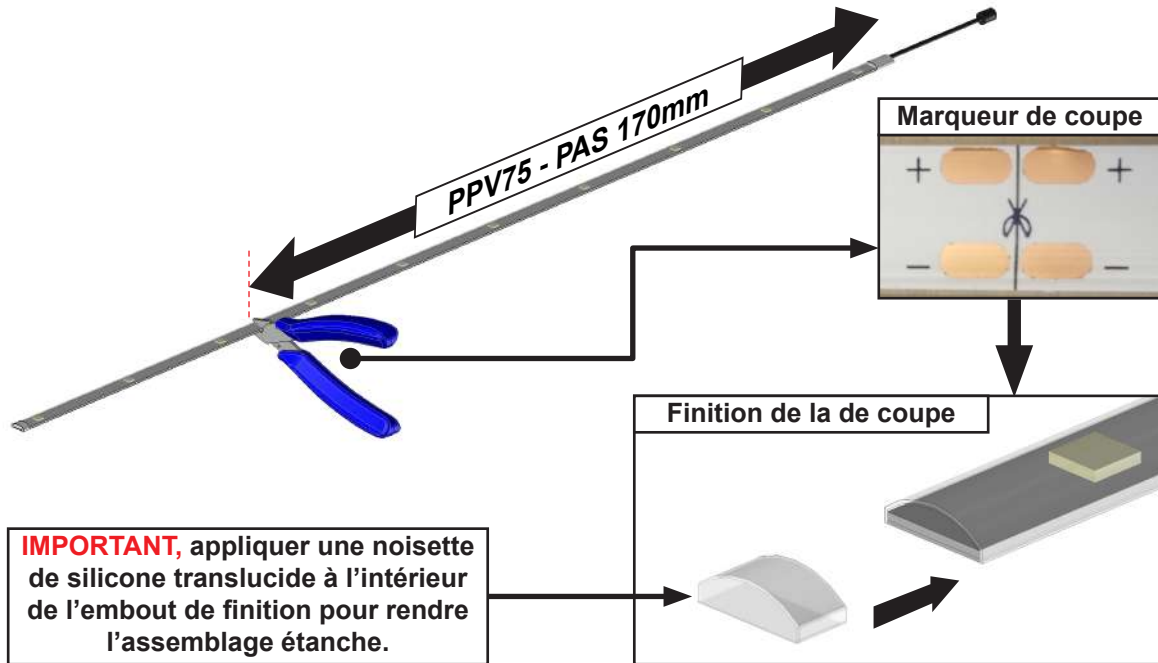 PPV75 - PAS 170mm
Marqueur de coupe
+ +
− −
Finition de la de coupe
IMPORTANT, appliquer une noisette
de silicone translucide à l’intérieur
de l’embout de finition pour rendre
l’assemblage étanche.